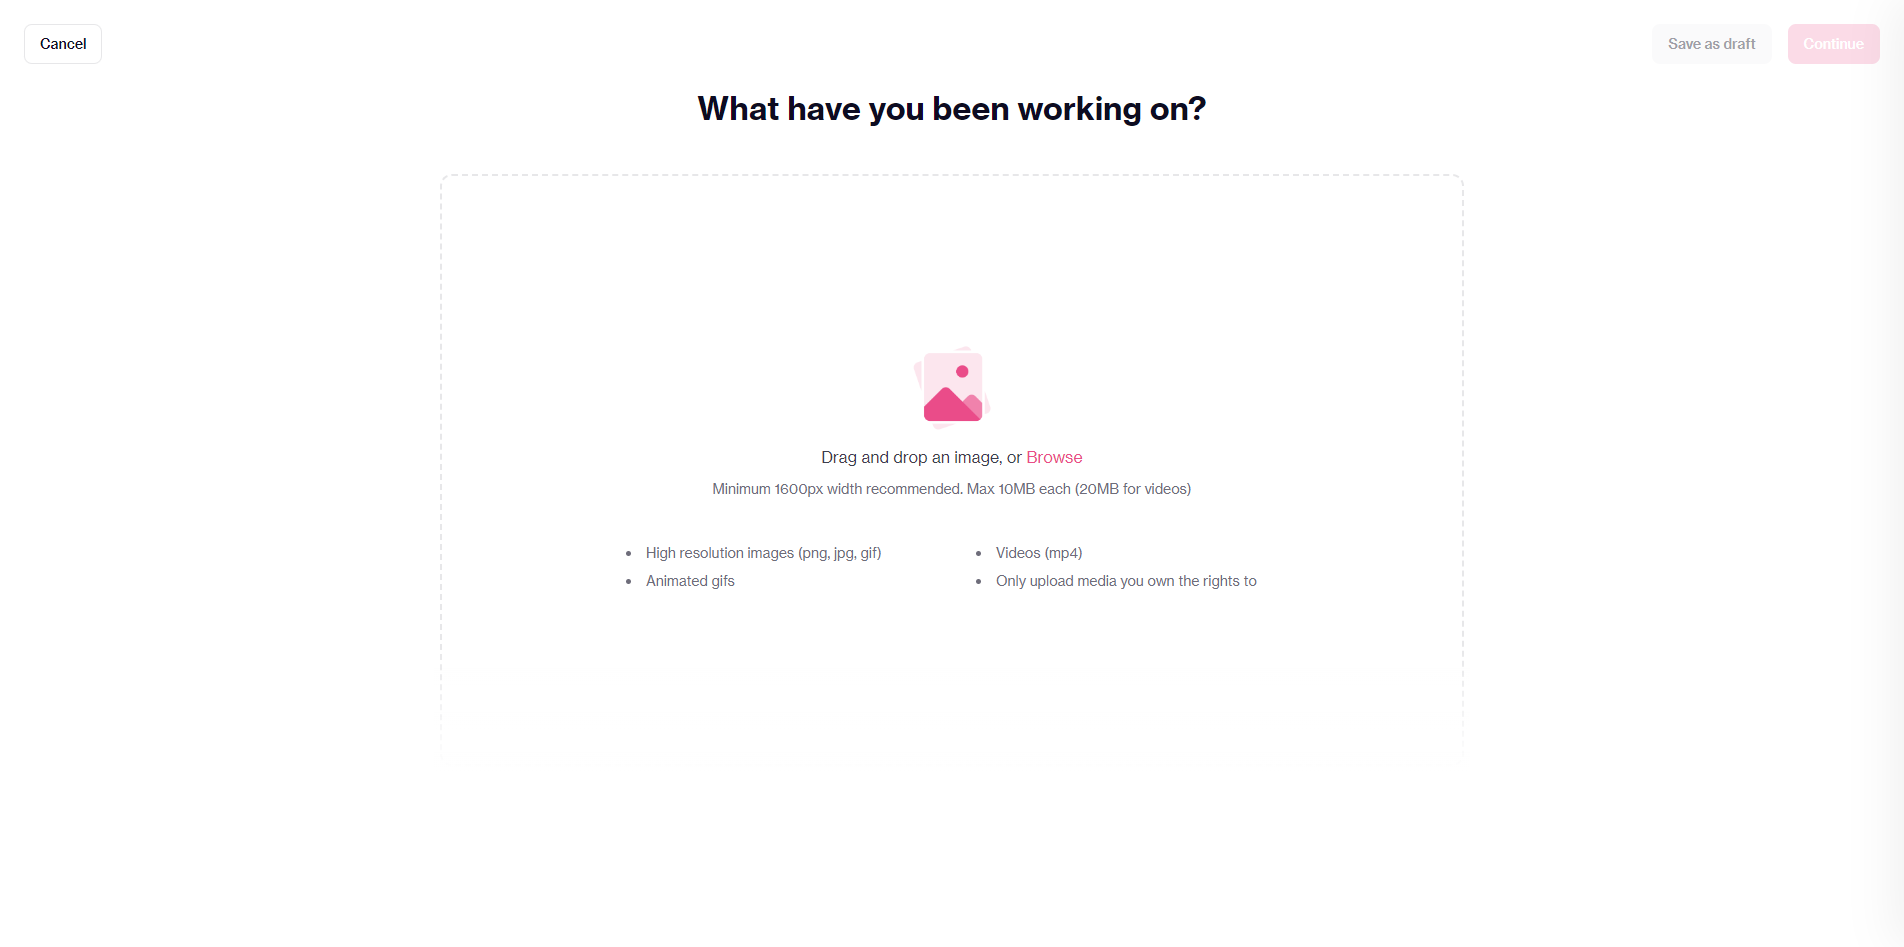 Cancel
Save as draft
Continue
What have you been working on?
Drag and drop an image, or Browse
Minimum 1600px width recommended. Max 10MB each (20MB for videos)
High resolution images (png, jpg, gif)
Animated gifs
Videos (mp4)
Only upload media you own the rights to